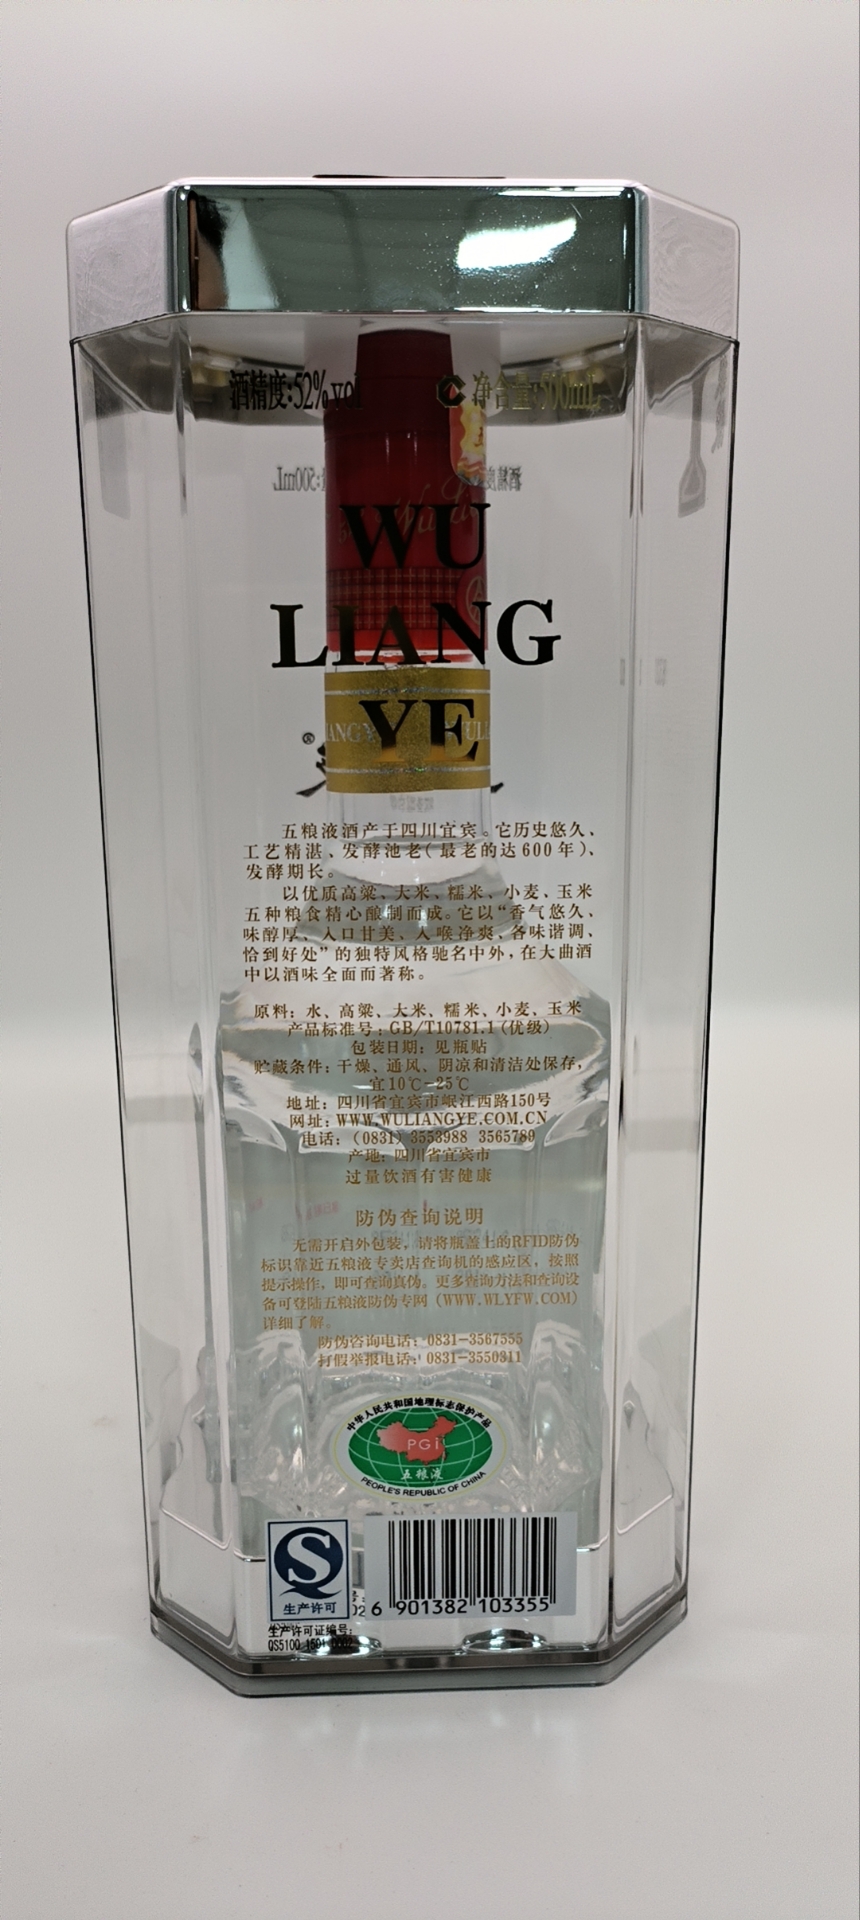 酒精度:52%vol
净含量:500mL
WU
LIANG
YE
五粮液酒产于四川宜宾。它历史悠久、
工艺精湛、发酵池老(最老的达600年)、
发酵期长。
以优质高粱、大米、糯米、小麦、玉米
五种粮食精心酿制而成。它以“香气悠久、
味醇厚、入口甘美、入喉净爽、各味谐调、
恰到好处”的独特风格驰名中外,在大曲酒
中以酒味全面而著称。
原料: 水、高粱、大米、糯米、小麦、玉米
产品标准号: GB/T10781.1(优级)
包装日期: 见瓶贴
贮藏条件: 干燥、通风、阴凉和清洁处保存,
宜10℃-25℃
地址: 四川省宜宾市岷江西路150号
网址: WWW.WULIANGYE.COM.CN
电话: (0831) 3553988 3565789
产地: 四川省宜宾市
过量饮酒有害健康
防伪查询说明
无需开启外包装, 请将瓶盖上的RFID防伪
标识靠近五粮液专卖店查询机的感应区, 按照
提示操作, 即可查询真伪。更多查询方法和查询设
备可登陆五粮液防伪专网 (WWW.WLYFW.COM)
详细了解。
防伪咨询电话: 0831-3567555
打假举报电话: 0831-3550311
中华人民共和国地理标志保护产品
PGI
五粮液
PEOPLE'S REPUBLIC OF CHINA
S
生产许可
6 901382 103355
生产许可证编号:
QS5100 1501 0002